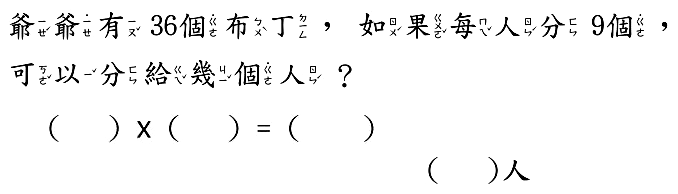 爺爺有 36個布丁，如果每人分 9個，
可以分給幾個人？
（　　）x（　　）=（　　）
（　　）人